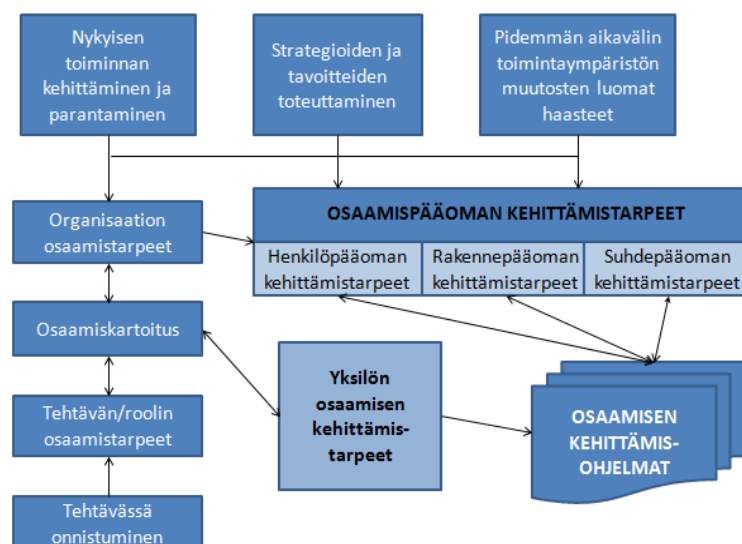 Nykyisen
toiminnan
kehittäminen ja
parantaminen
Strategioiden ja
tavoitteiden
toteuttaminen
Pidemmän aikavälin
toimintaympäristön
muutosten luomat
haasteet
Organisaation
osaamistarpeet
OSAAMISPÄÄOMAN KEHITTÄMISTARPEET
Henkilöpääoman
kehittämistarpeet
Rakennepääoman
kehittämistarpeet
Suhdepääoman
kehittämistarpeet
Osaamiskartoitus
Yksilön
osaamisen
kehittämis-
tarpeet
Tehtävän/roolin
osaamistarpeet
OSAAMISEN
KEHITTÄMIS-
OHJELMAT
Tehtävässä
onnistuminen